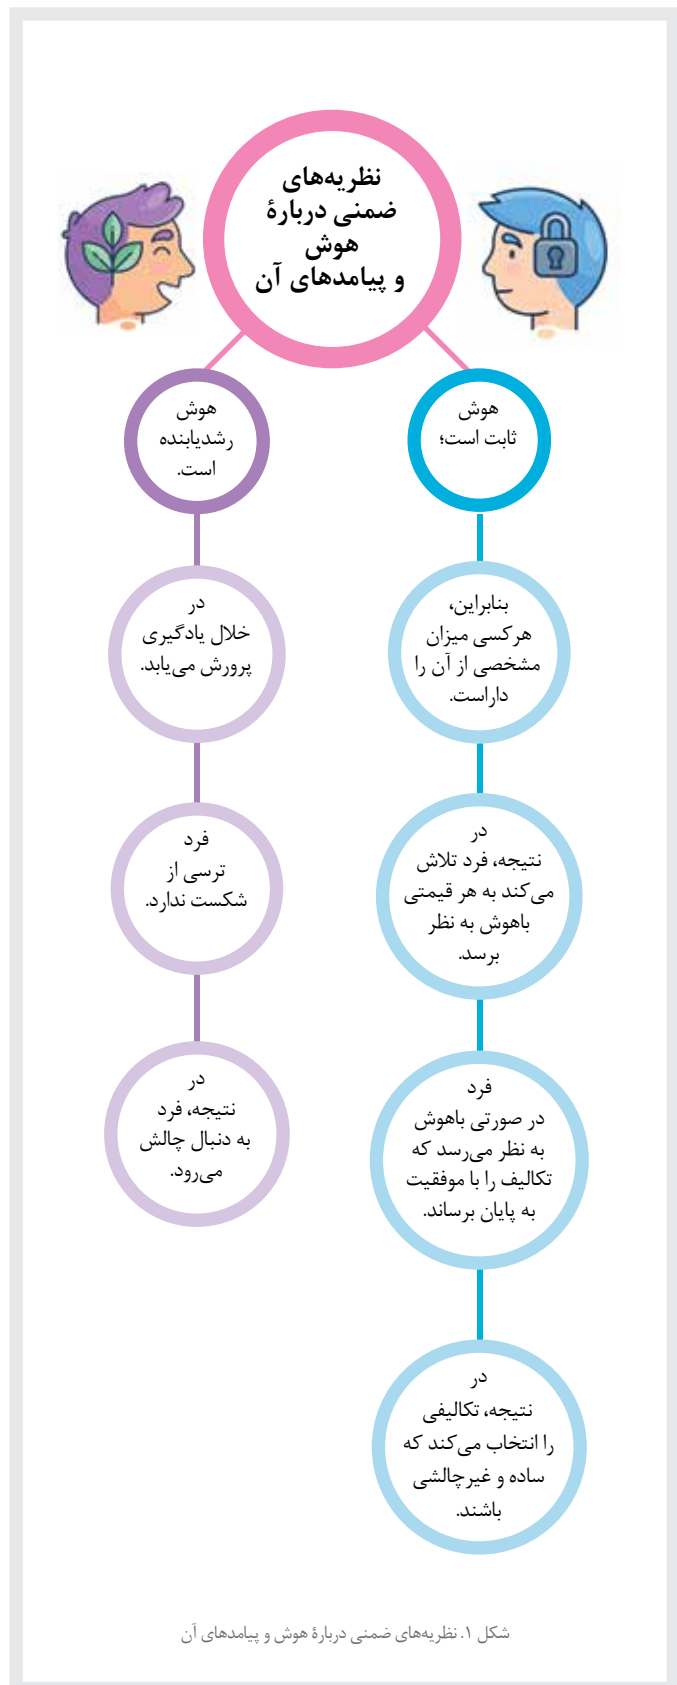 نظریه‌های
ضمنی دربارهٔ
هوش
و پیامدهای آن
هوش
ثابت است؛
بنابراین،
هرکسی میزان
مشخصی از آن را
داراست.
در
نتیجه، فرد تلاش
می‌کند به هر قیمتی
باهوش به نظر
برسد.
فرد
در صورتی باهوش
به نظر می‌رسد که
تکالیف را با موفقیت
به پایان برساند.
در
نتیجه، تکالیفی
را انتخاب می‌کند که
ساده و غیرچالشی
باشند.
هوش
رشدیابنده
است.
در
خلال یادگیری
پرورش می‌یابد.
فرد
ترسی از
شکست ندارد.
در
نتیجه، فرد
به دنبال چالش
می‌رود.
شکل ۱. نظریه‌های ضمنی دربارهٔ هوش و پیامدهای آن